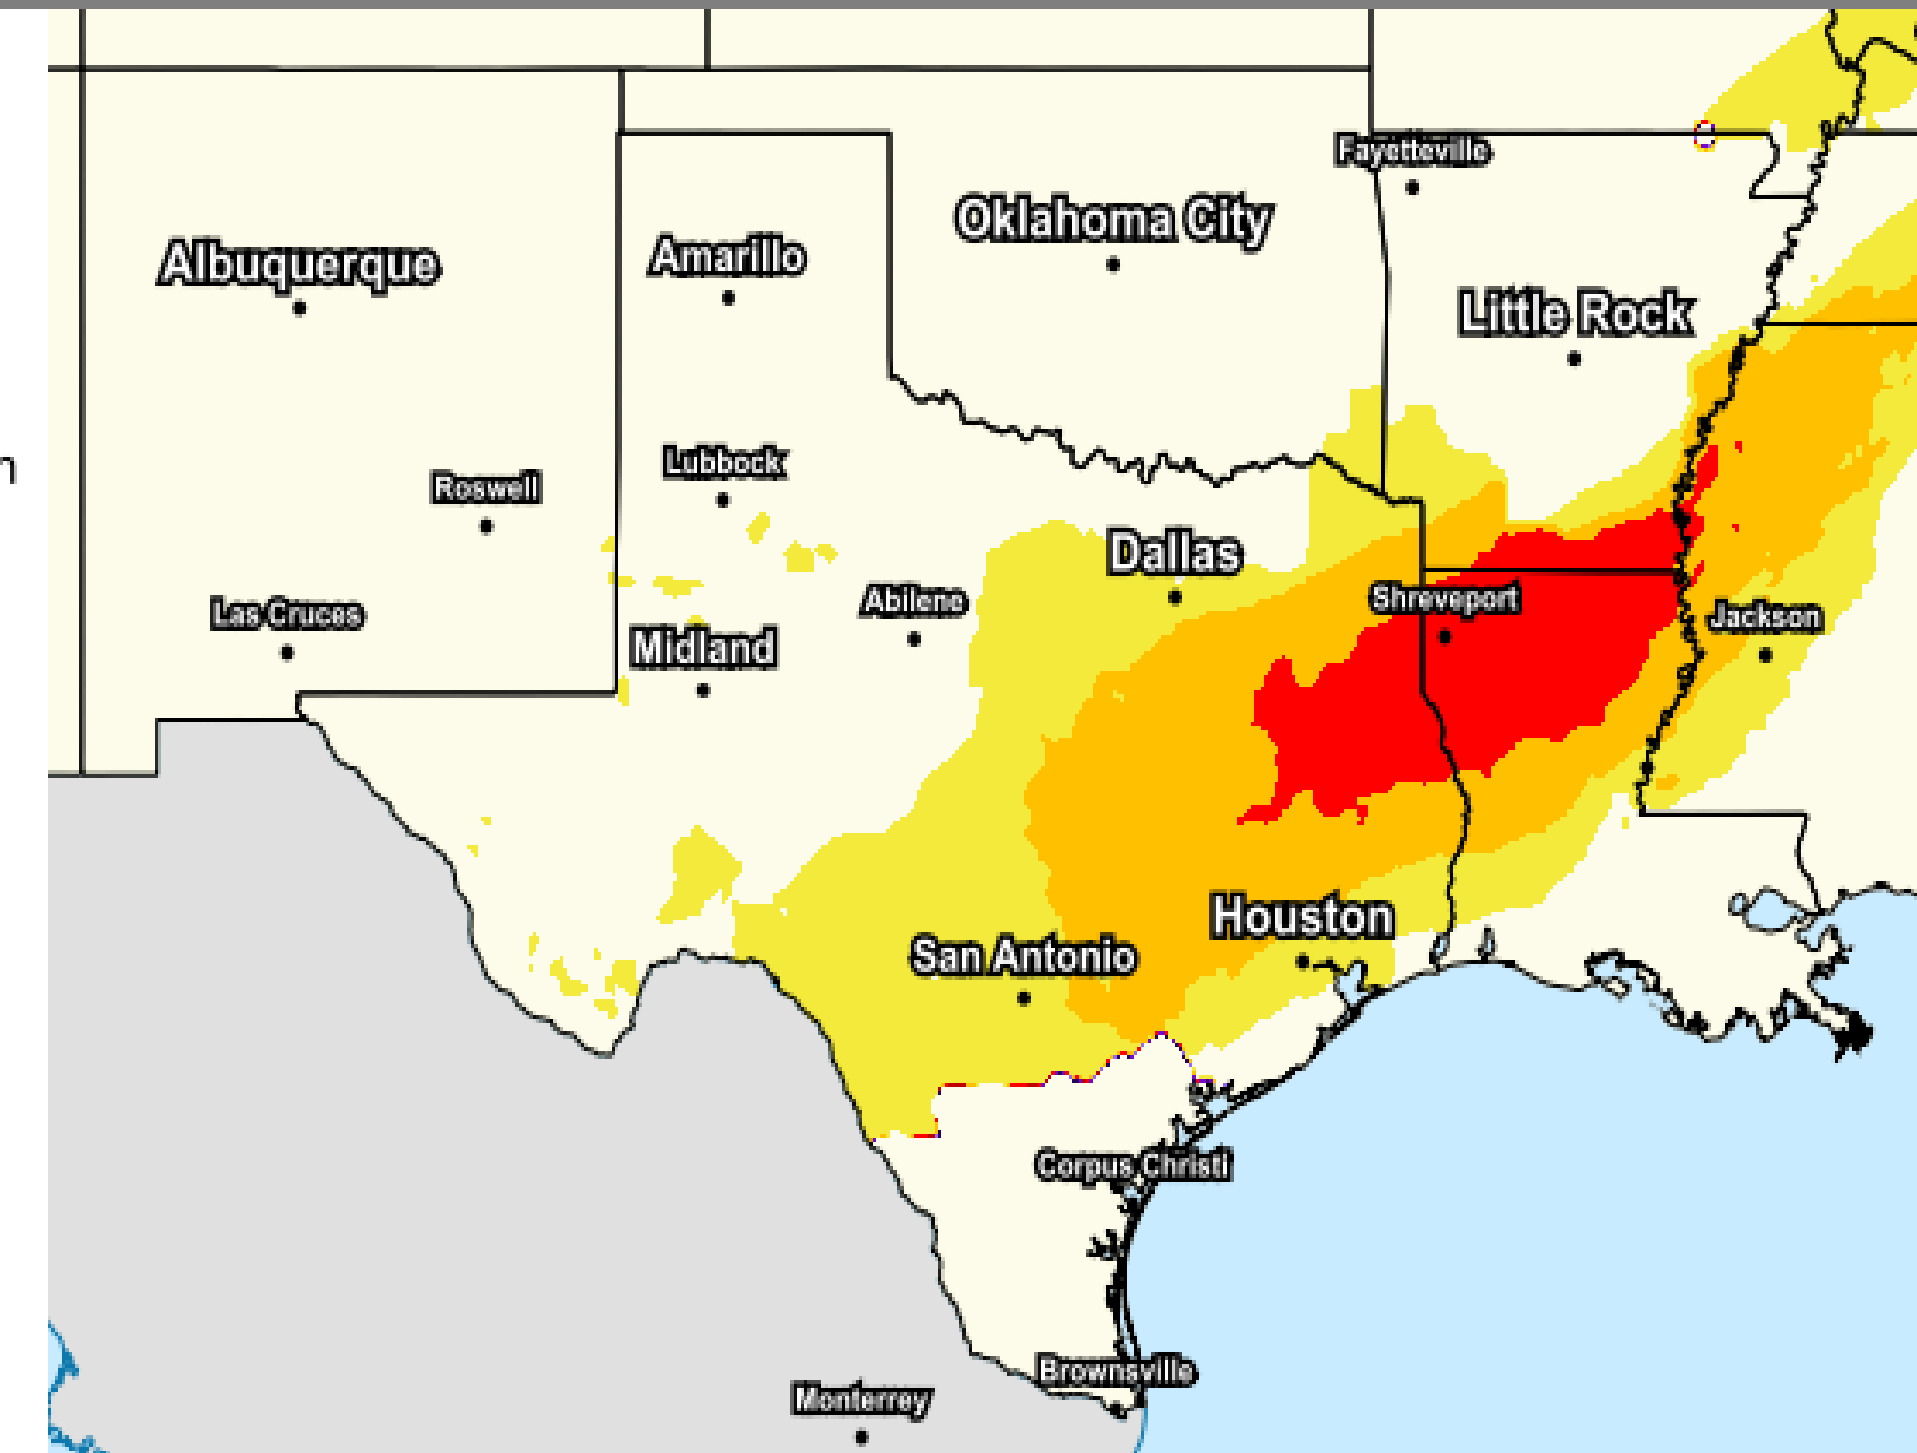 Fayetteville
Oklahoma City
Albuquerque
Amarillo
Little Rock
n
Lubbock
Roswell
Dallas
Abilene
Shreveport
Las Cruces
Jackson
Midland
Houston
San Antonio
Corpus Christi
Brownsville
Monterrey